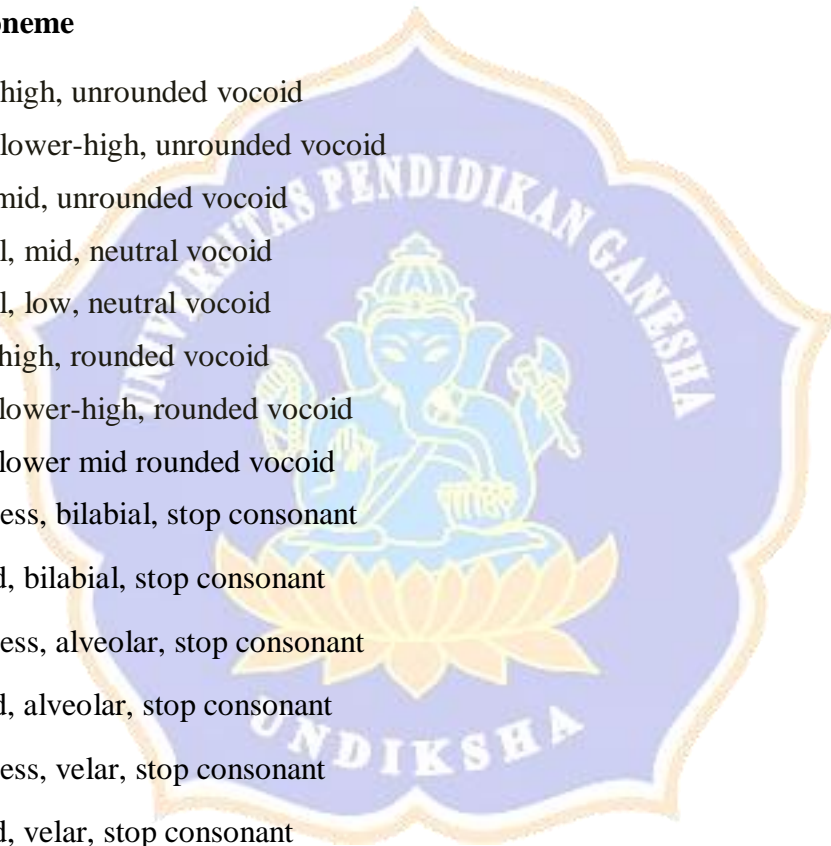 oneme
high, unrounded vocoid
lower-high, unrounded vocoid
mid, unrounded vocoid
l, mid, neutral vocoid
l, low, neutral vocoid
high, rounded vocoid
lower-high, rounded vocoid
lower mid rounded vocoid
ess, bilabial, stop consonant
d, bilabial, stop consonant
ess, alveolar, stop consonant
d, alveolar, stop consonant
ess, velar, stop consonant
d, velar, stop consonant
UNIVERSITAS PENDIDIKAN GANESHA
UNDIKSHA